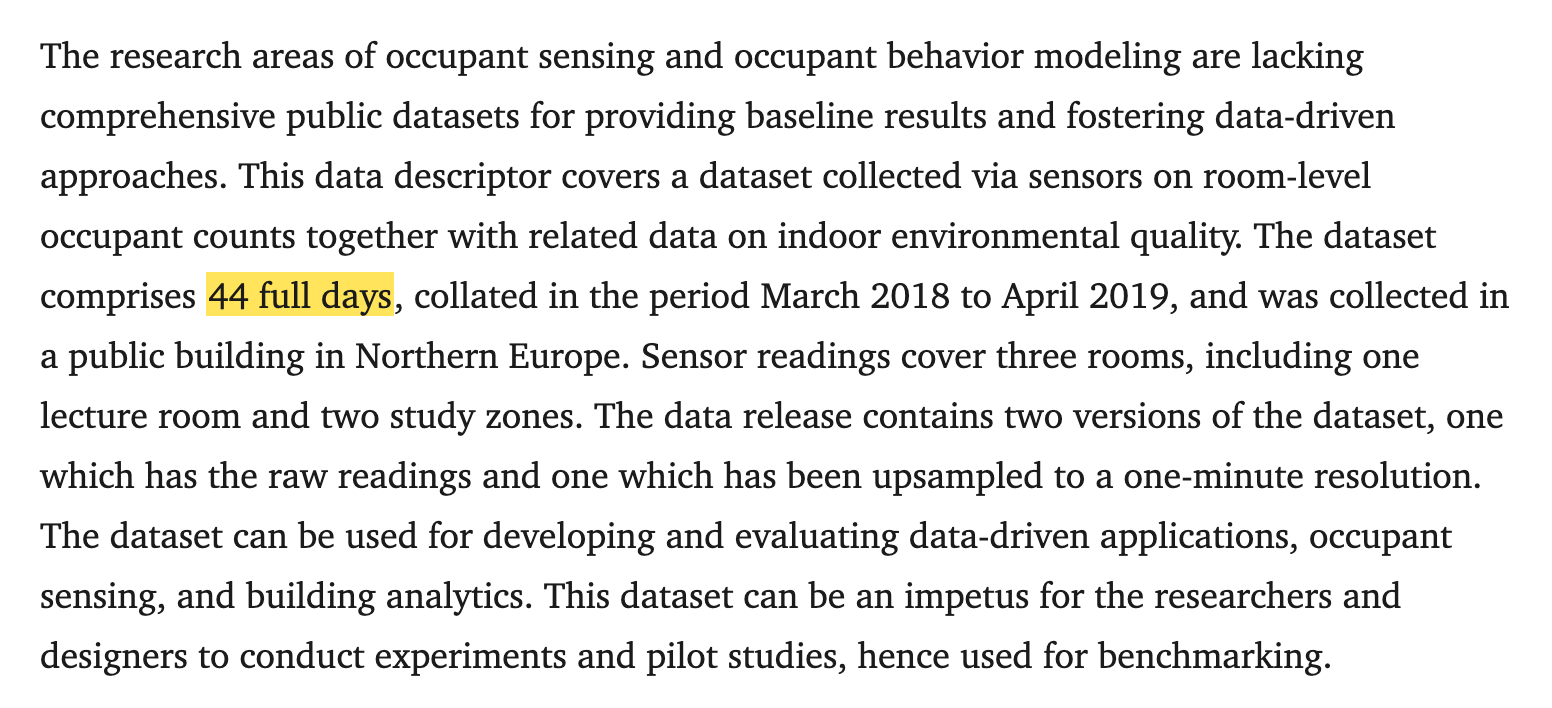 The research areas of occupant sensing and occupant behavior modeling are lacking
comprehensive public datasets for providing baseline results and fostering data-driven
approaches. This data descriptor covers a dataset collected via sensors on room-level
occupant counts together with related data on indoor environmental quality. The dataset
comprises 44 full days, collated in the period March 2018 to April 2019, and was collected in
a public building in Northern Europe. Sensor readings cover three rooms, including one
lecture room and two study zones. The data release contains two versions of the dataset, one
which has the raw readings and one which has been upsampled to a one-minute resolution.
The dataset can be used for developing and evaluating data-driven applications, occupant
sensing, and building analytics. This dataset can be an impetus for the researchers and
designers to conduct experiments and pilot studies, hence used for benchmarking.